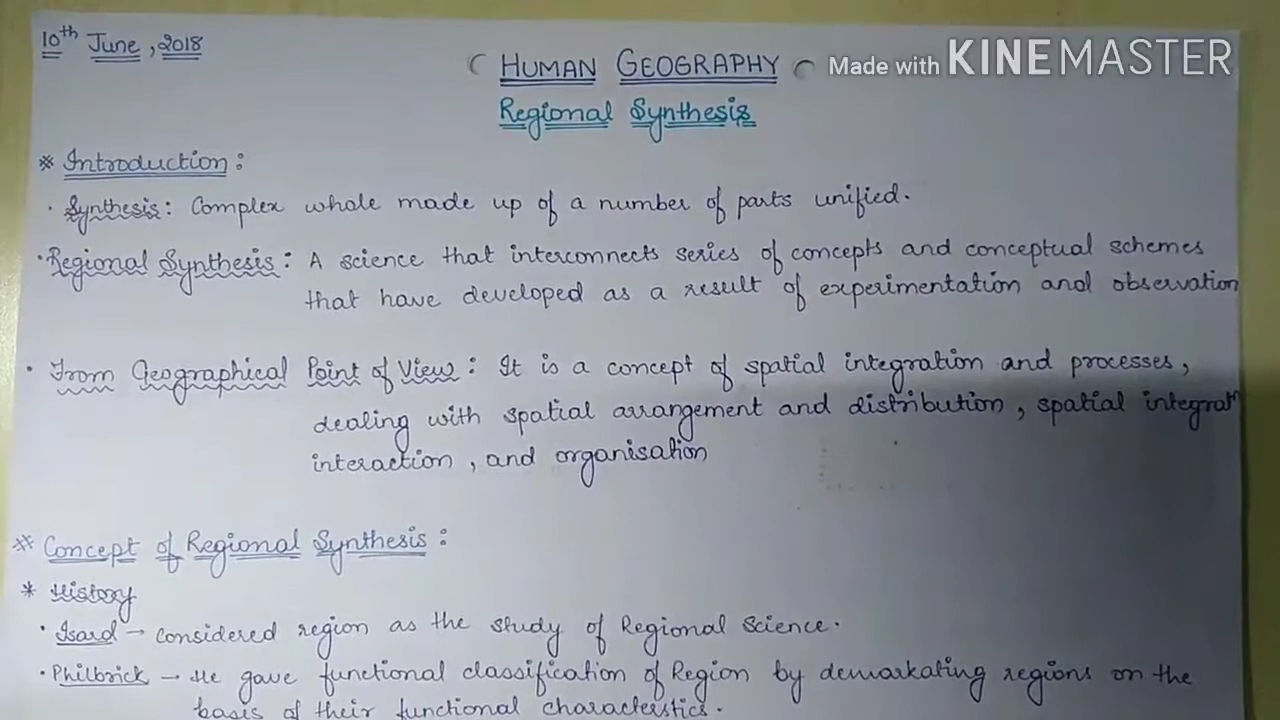 10th June, 2018
HUMAN GEOGRAPHY
Made with KINEMASTER
Regional Synthesis
* Introduction:
· Synthesis: Complex whole made up of a number of parts unified.
· Regional Synthesis: A science that interconnects series of concepts and conceptual schemes
that have developed as a result of experimentation and observation
· From Geographical Point of View: It is a concept of spatial integration and processes,
dealing with spatial arrangement and distribution, spatial integratn
interaction, and organisation
* Concept of Regional Synthesis:
* History
· Isard → considered region as the study of Regional Science.
· Philbrick → He gave functional classification of Region by demarkating regions on the
basis of their functional characteristics.